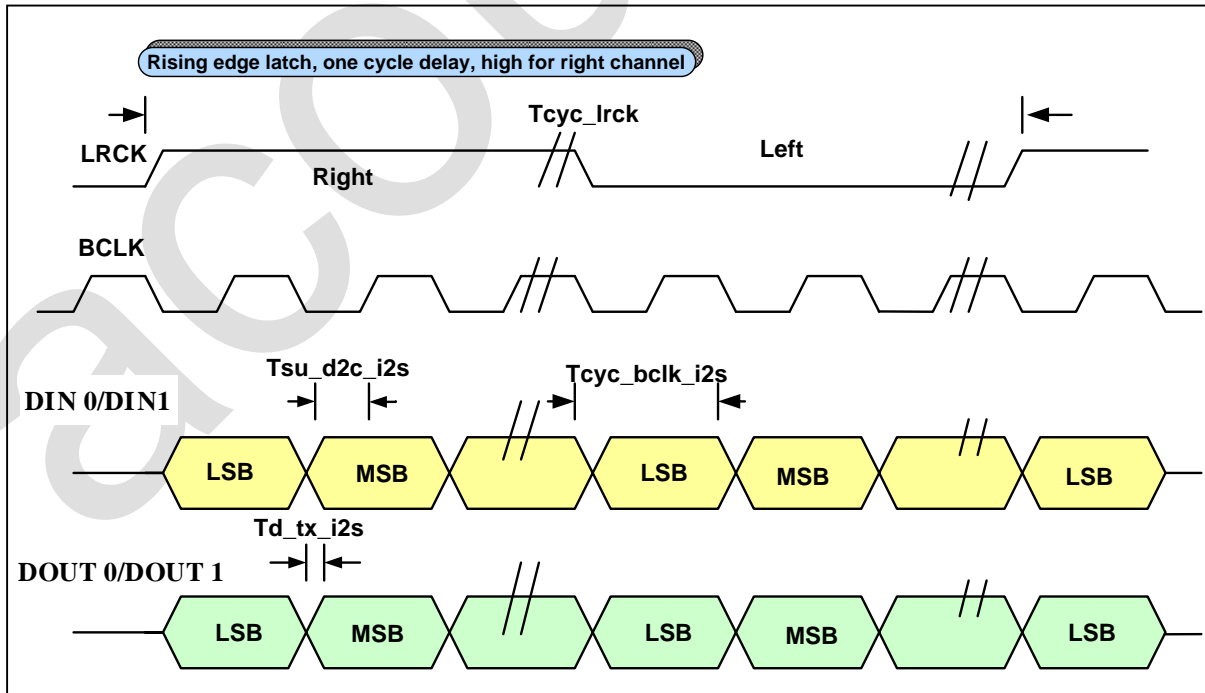 Rising edge latch, one cycle delay, high for right channel
Tcyc_lrck
LRCK
Right
Left
BCLK
Tsu_d2c_i2s
Tcyc_bclk_i2s
DIN 0/DIN1
LSB MSB LSB MSB LSB
Td_tx_i2s
DOUT 0/DOUT 1
LSB MSB LSB MSB LSB